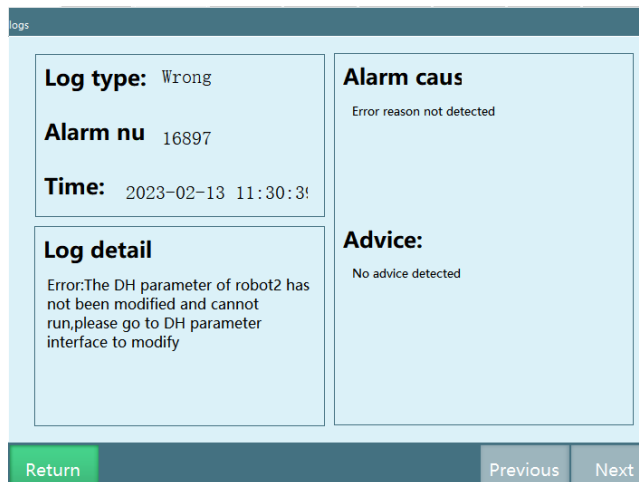 logs
Log type: Wrong
Alarm nu 16897
Time: 2023-02-13 11:30:39
Log detail
Error:The DH parameter of robot2 has
not been modified and cannot
run,please go to DH parameter
interface to modify
Alarm caus
Error reason not detected
Advice:
No advice detected
Return
Previous
Next